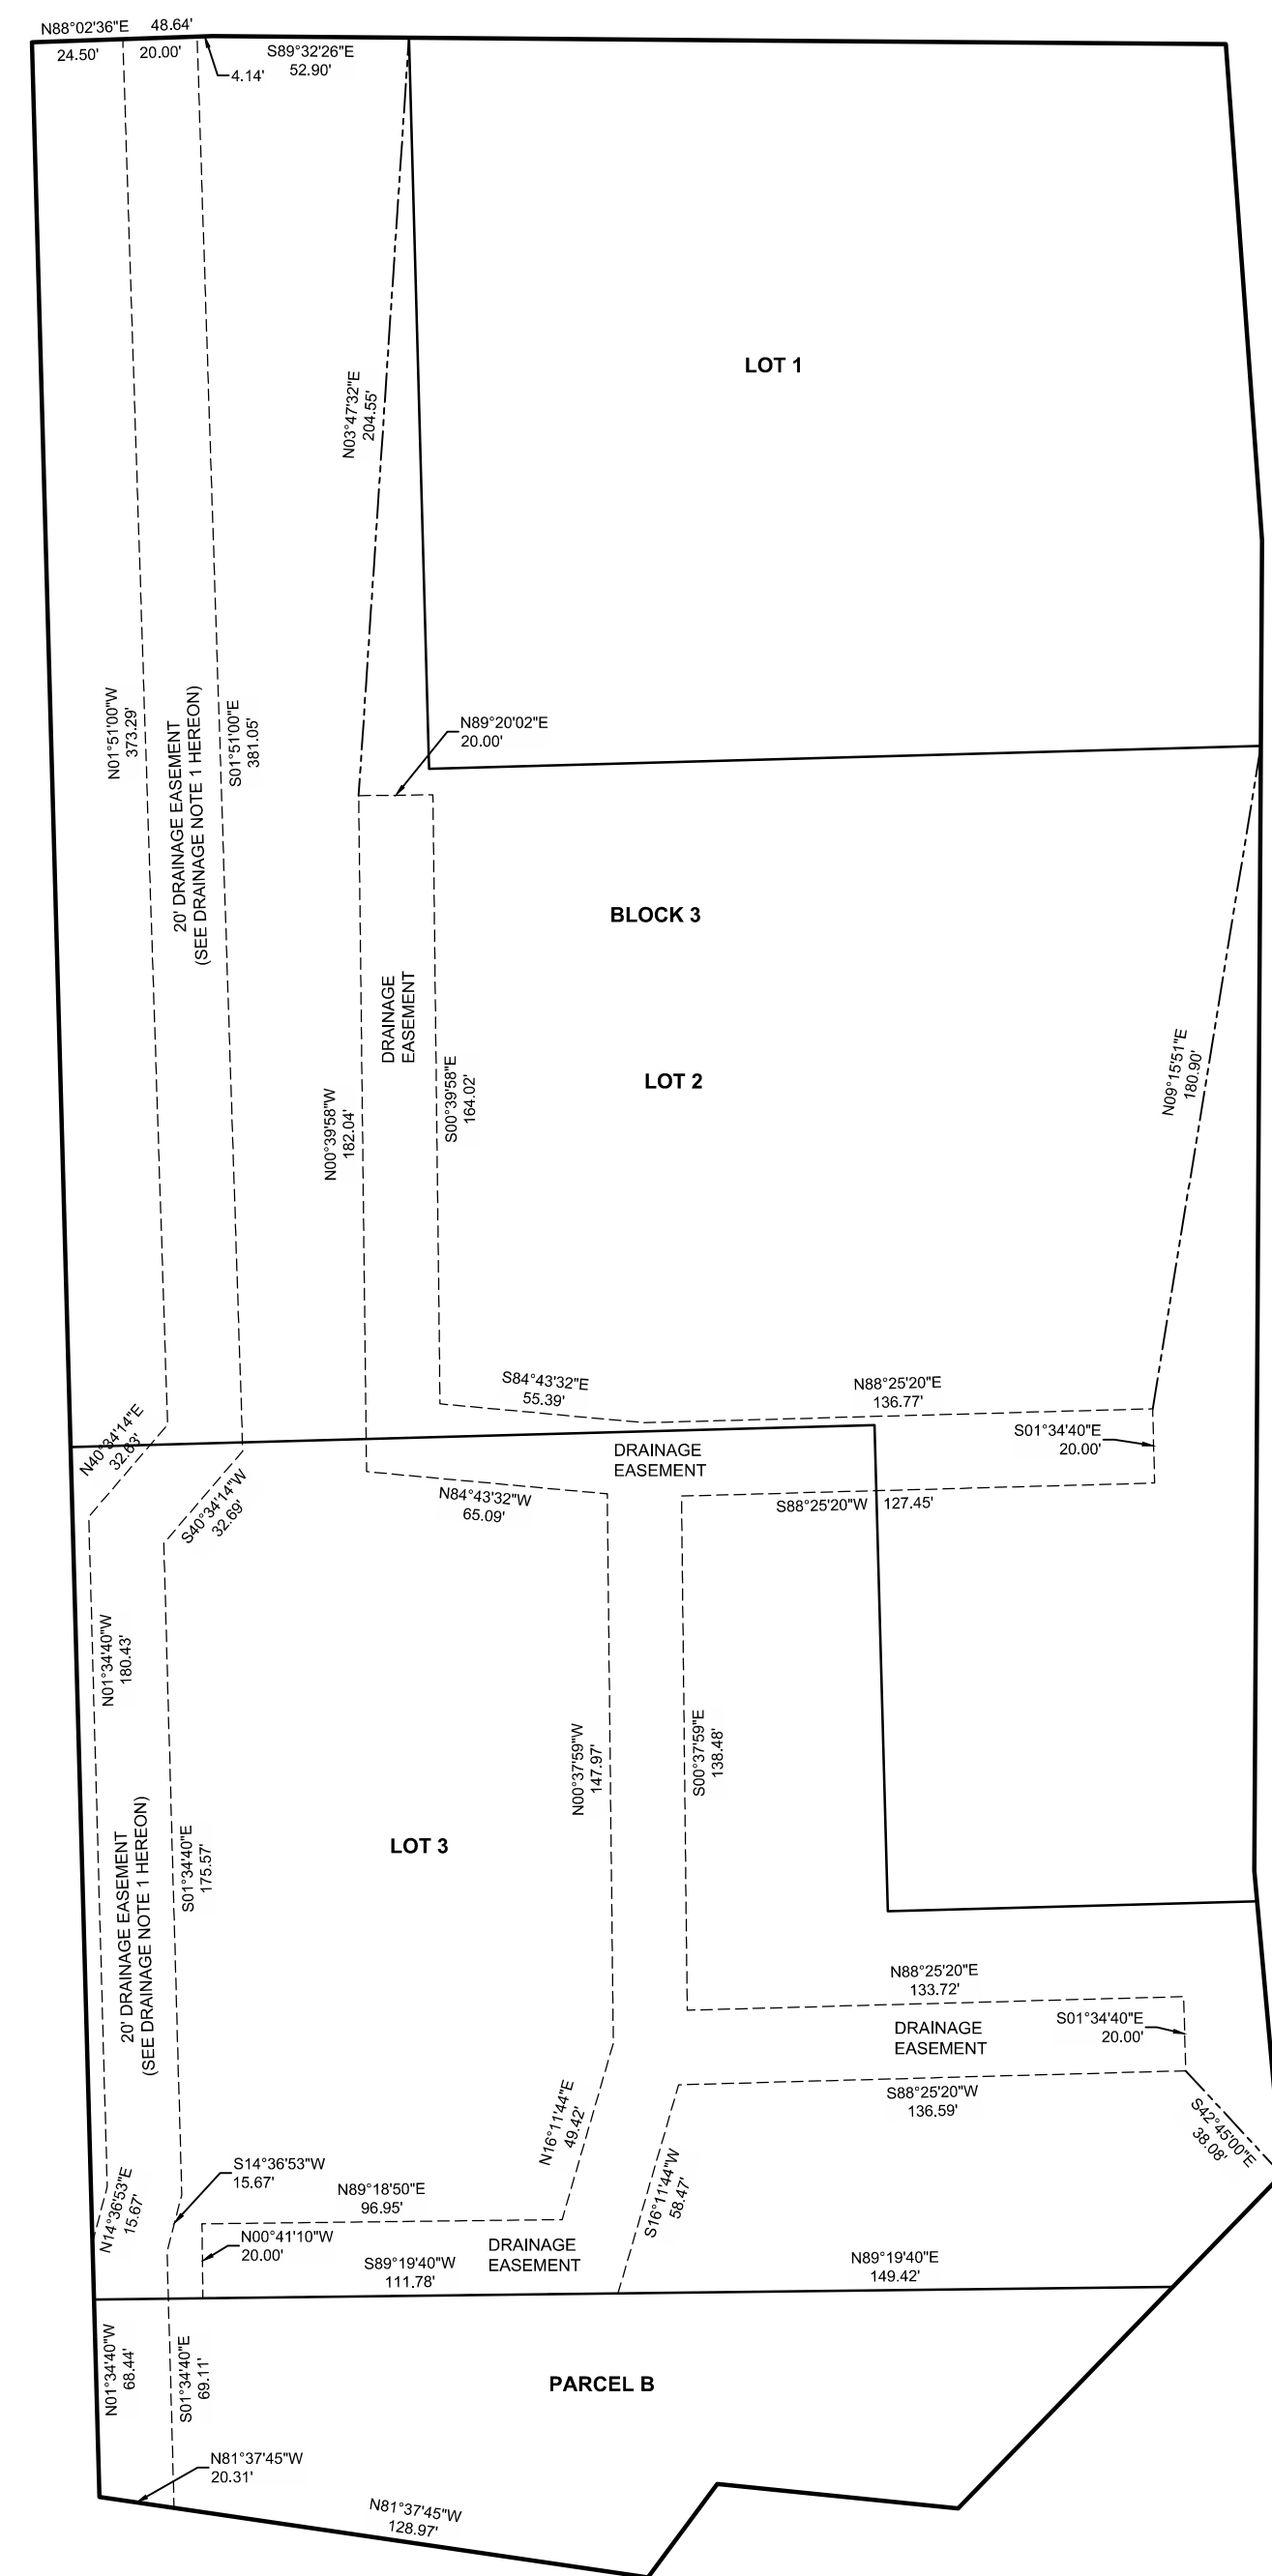 N88°02'36"E 48.64'
24.50'
20.00'
4.14'
S89°32'26"E
52.90'
LOT 1
N03°47'32"E
204.55'
N01°51'00"W
373.29'
20' DRAINAGE EASEMENT
(SEE DRAINAGE NOTE 1 HEREON)
S01°51'00"E
381.05'
N89°20'02"E
20.00'
BLOCK 3
DRAINAGE
EASEMENT
LOT 2
S00°39'58"E
164.02'
N00°39'58"W
182.04'
N09°15'51"E
180.90'
S84°43'32"E
55.39'
N88°25'20"E
136.77'
S01°34'40"E
20.00'
N40°34'14"E
32.63'
DRAINAGE
EASEMENT
S40°34'14"W
32.69'
N84°43'32"W
65.09'
S88°25'20"W 127.45'
N01°34'40"W
180.43'
N00°37'59"W
147.97'
S00°37'59"E
138.48'
LOT 3
S01°34'40"E
175.57'
20' DRAINAGE EASEMENT
(SEE DRAINAGE NOTE 1 HEREON)
N88°25'20"E
133.72'
DRAINAGE
EASEMENT
S01°34'40"E
20.00'
S88°25'20"W
136.59'
S42°45'00"E
38.08'
N16°11'44"E
49.42'
S16°11'44"W
58.47'
N14°36'53"E
15.67'
S14°36'53"W
15.67'
N89°18'50"E
96.95'
N00°41'10"W
20.00'
DRAINAGE
EASEMENT
S89°19'40"W
111.78'
N89°19'40"E
149.42'
N01°34'40"W
68.44'
S01°34'40"E
69.11'
PARCEL B
N81°37'45"W
20.31'
N81°37'45"W
128.97'